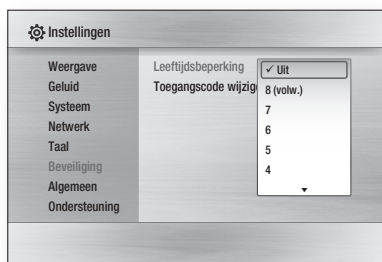 Instellingen
Weergave
Geluid
Systeem
Netwerk
Taal
Beveiliging
Algemeen
Ondersteuning
Leeftijdsbeperking
Toegangscode wijzig
✓ Uit
8 (volw.)
7
6
5
4